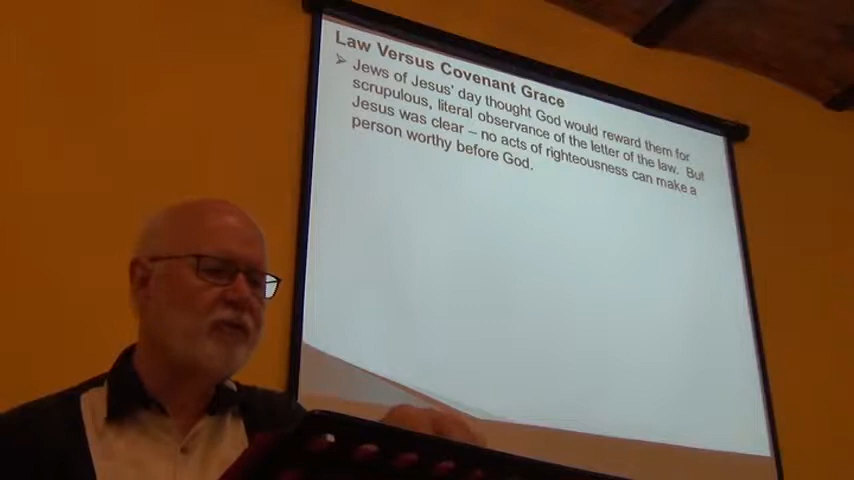 Law Versus Covenant Grace
➢ Jews of Jesus' day thought God would reward them for
scrupulous, literal observance of the letter of the law. But
Jesus was clear – no acts of righteousness can make a
person worthy before God.